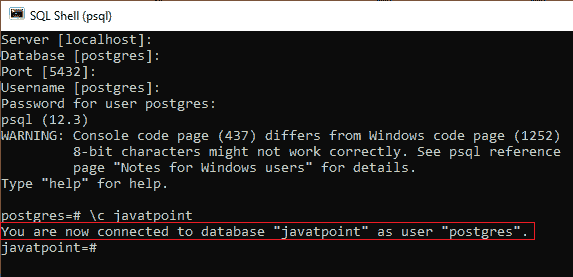 SQL Shell (psql)
Server [localhost]:
Database [postgres]:
Port [5432]:
Username [postgres]:
Password for user postgres:
psql (12.3)
WARNING: Console code page (437) differs from Windows code page (1252)
         8-bit characters might not work correctly. See psql reference
         page "Notes for Windows users" for details.
Type "help" for help.
postgres=# \c javatpoint
You are now connected to database "javatpoint" as user "postgres".
javatpoint=#